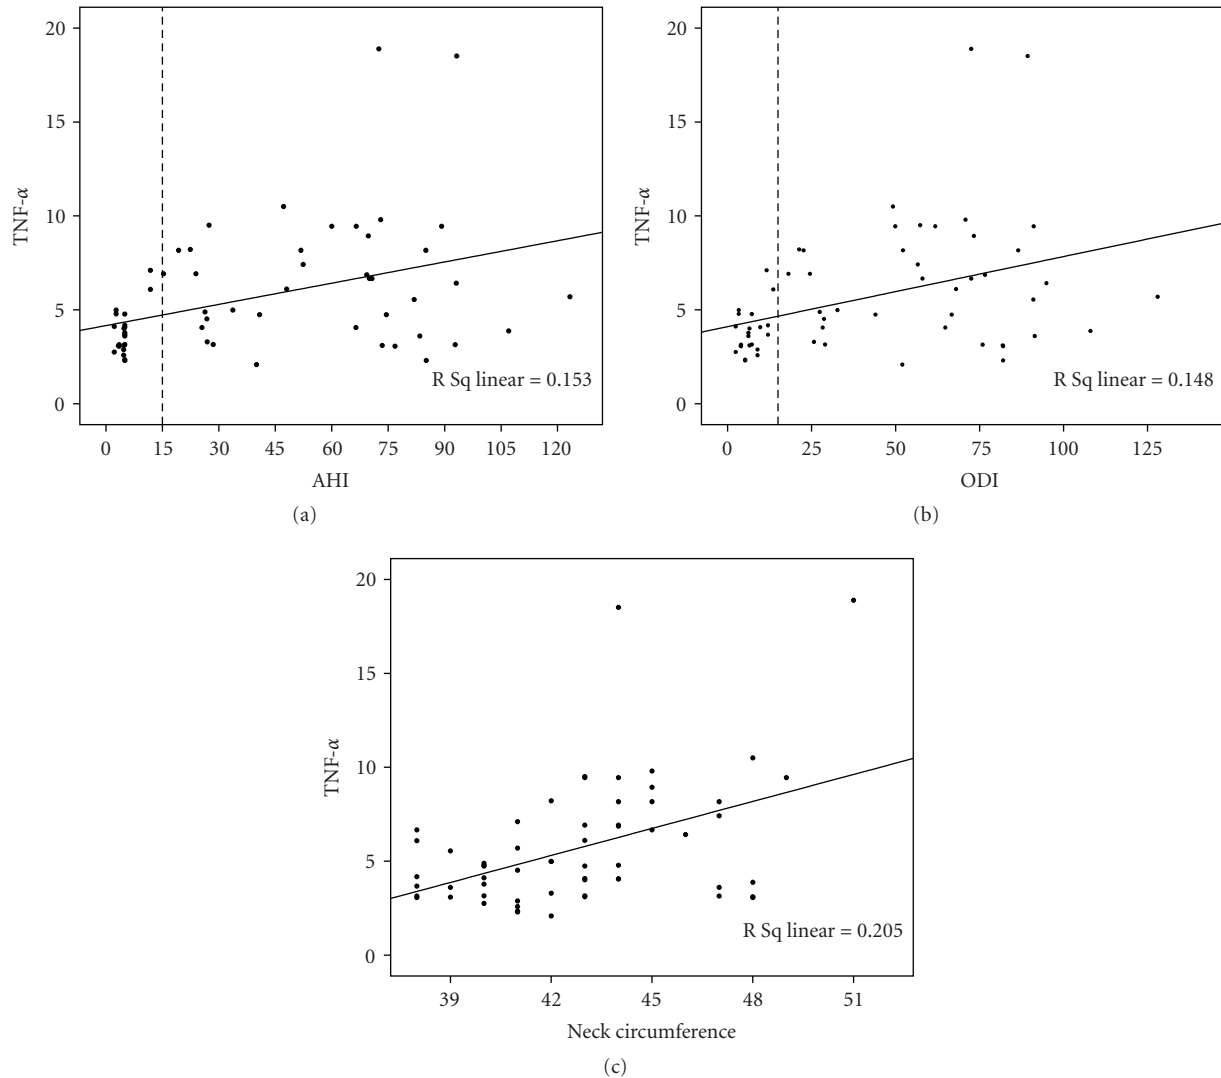 20
15
10
5
0
TNF-α
R Sq linear = 0.153
0 15 30 45 60 75 90 105 120
AHI
(a)
20
15
10
5
0
TNF-α
R Sq linear = 0.148
0 25 50 75 100 125
ODI
(b)
20
15
10
5
0
TNF-α
R Sq linear = 0.205
39 42 45 48 51
Neck circumference
(c)